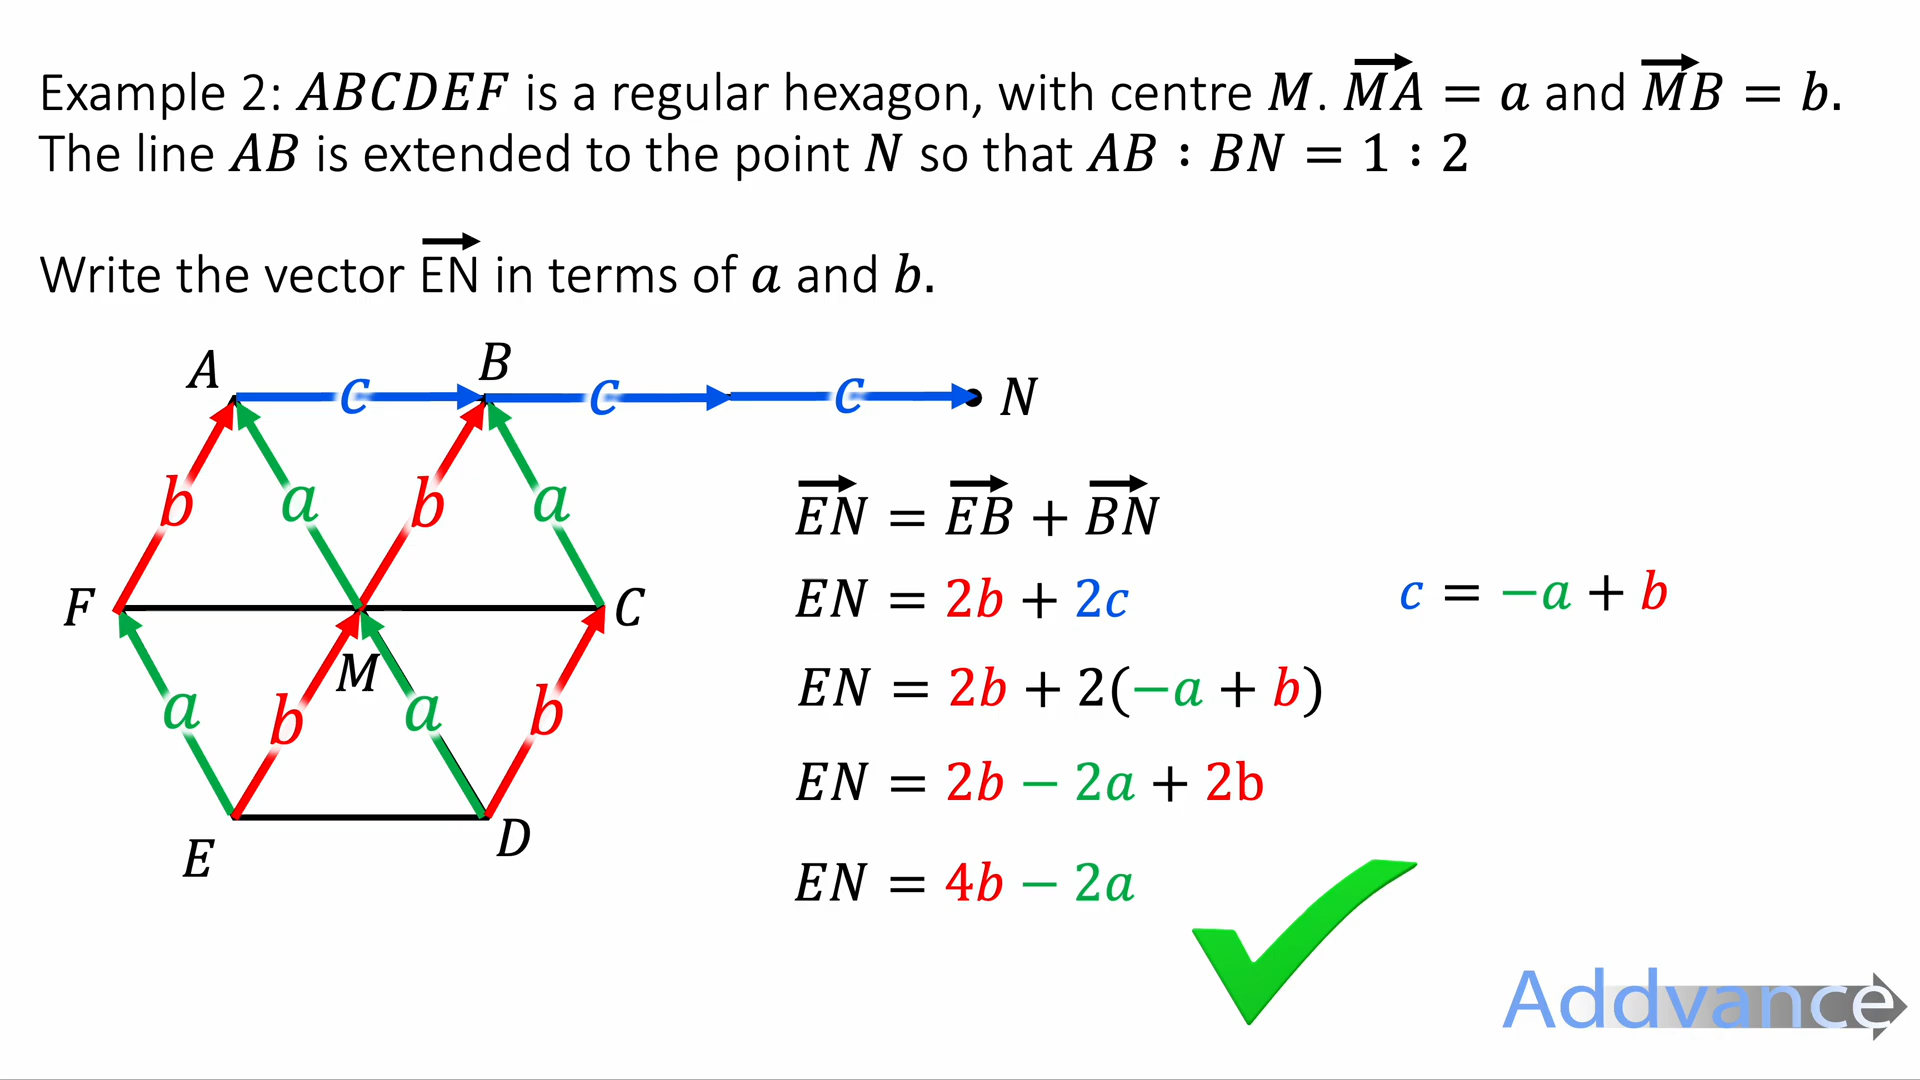 Example 2: ABCDEF is a regular hexagon, with centre M. MA = a and MB = b.
The line AB is extended to the point N so that AB : BN = 1 : 2
Write the vector EN in terms of a and b.
A
B
c
c
c
N
b
a
b
a
F
C
M
a
b
a
b
E
D
EN = EB + BN
EN = 2b + 2c
c = −a + b
EN = 2b + 2(−a + b)
EN = 2b − 2a + 2b
EN = 4b − 2a
Addvance